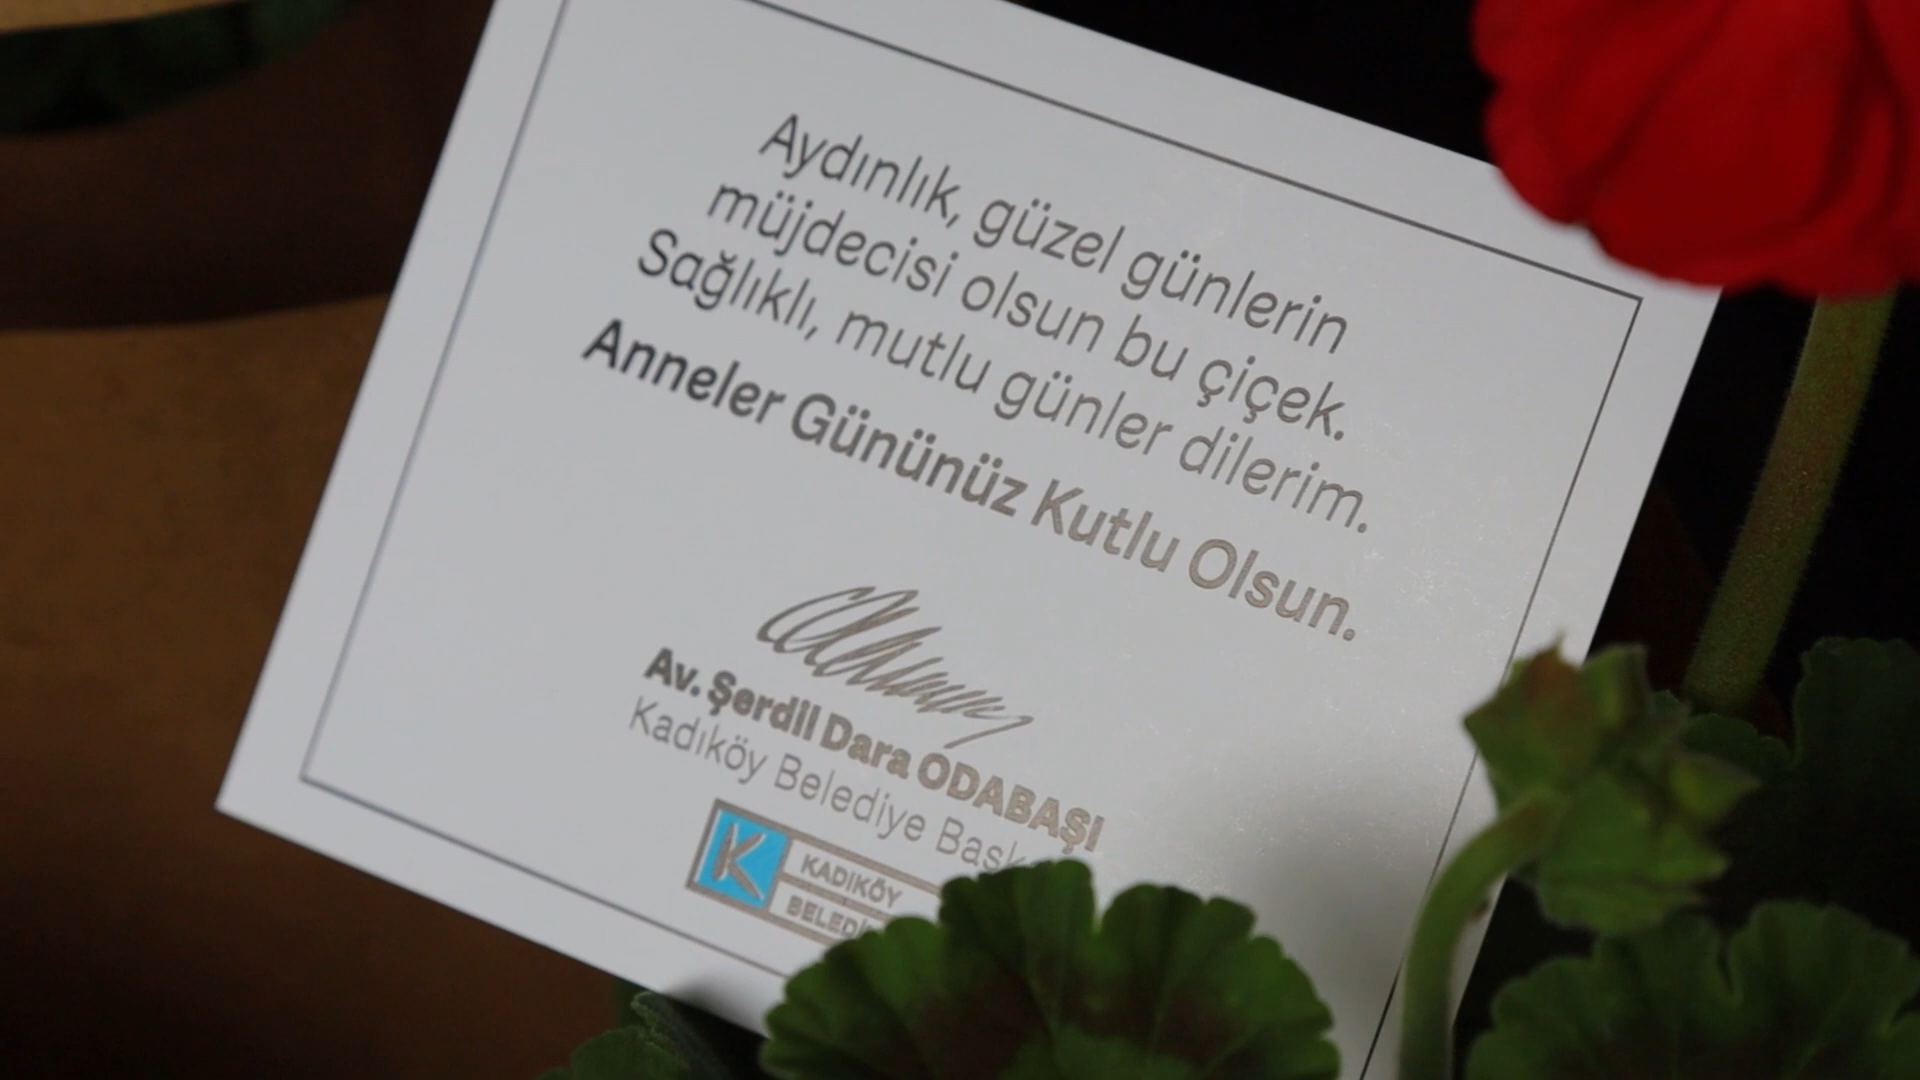 Aydınlık, güzel günlerin
müjdecisi olsun bu çiçek.
Sağlıklı, mutlu günler dilerim.
Anneler Gününüz Kutlu Olsun.
Av. Şerdil Dara ODABAŞI
Kadıköy Belediye
KADIKÖY